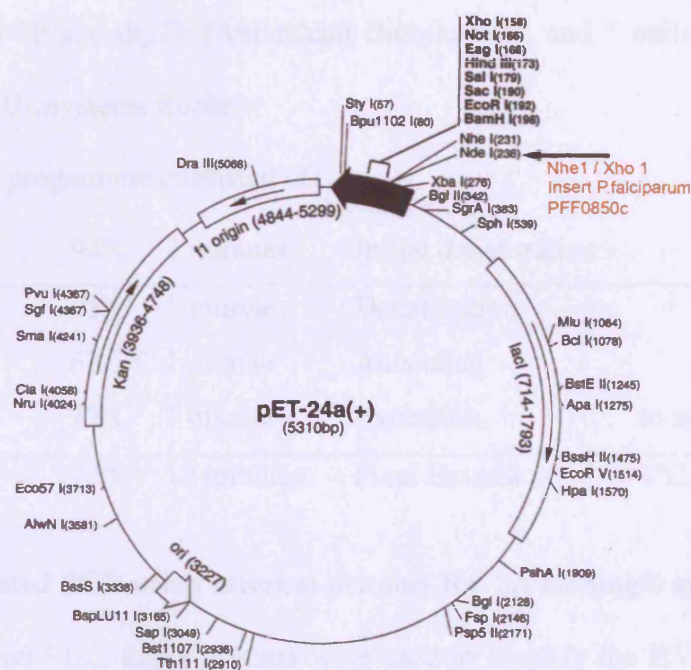 Xho I(158)
Not I(166)
Eag I(166)
Hind III(173)
Sal I(179)
Sac I(190)
EcoR I(192)
BamH I(198)
Nhe I(231)
Nde I(238)
Nhe1 / Xho 1
Insert P.falciparum
PFF0850c
Sty I(57)
Bpu1102 I(80)
Dra III(5068)
Xba I(276)
Bgl II(342)
SgrA I(383)
Sph I(539)
f1 origin (4844-5299)
Pvu I(4367)
Sgf I(4367)
Sma I(4241)
Kan (3936-4748)
Cla I(4058)
Nru I(4024)
Mlu I(1064)
Bcl I(1078)
lacI (714-1793)
BstE II(1245)
Apa I(1275)
pET-24a(+)
(5310bp)
BssH II(1475)
EcoR V(1514)
Hpa I(1570)
Eco57 I(3713)
AlwN I(3581)
ori (3227)
BssS I(3339)
BspLU11 I(3165)
Sap I(3049)
Bst1107 I(2936)
Tth111 I(2910)
PshA I(1909)
Bgl I(2128)
Fsp I(2146)
Psp5 II(2171)